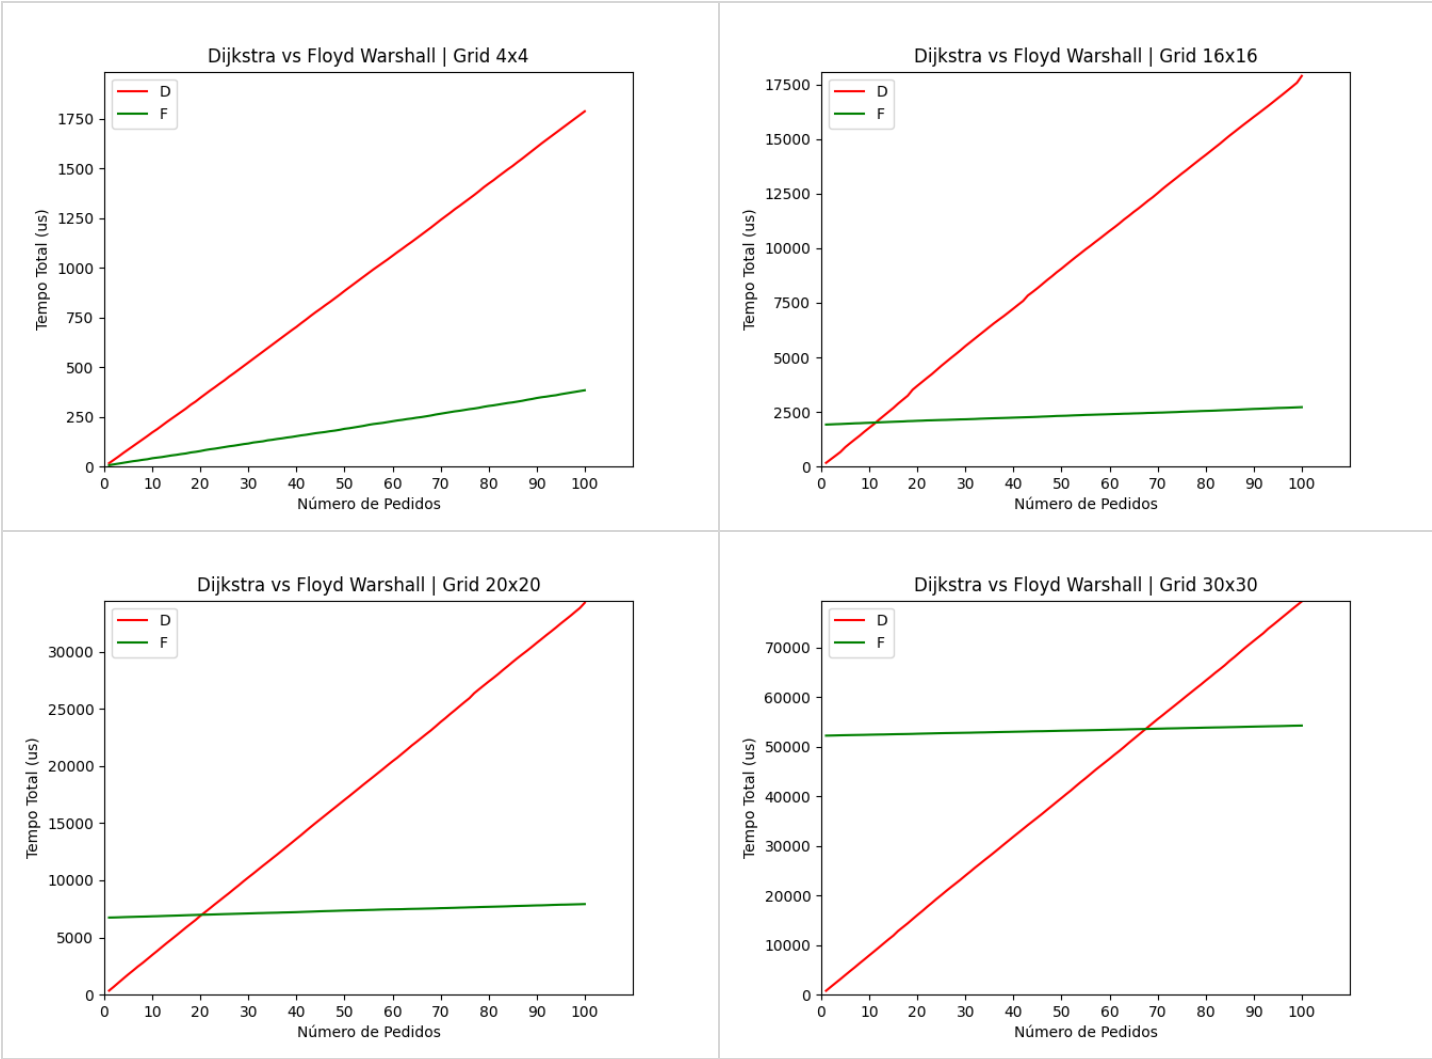 Dijkstra vs Floyd Warshall | Grid 4x4
D
F
1750
1500
1250
1000
750
500
250
0
Tempo Total (us)
0 10 20 30 40 50 60 70 80 90 100
Número de Pedidos
Dijkstra vs Floyd Warshall | Grid 16x16
D
F
17500
15000
12500
10000
7500
5000
2500
0
Tempo Total (us)
0 10 20 30 40 50 60 70 80 90 100
Número de Pedidos
Dijkstra vs Floyd Warshall | Grid 20x20
D
F
30000
25000
20000
15000
10000
5000
0
Tempo Total (us)
0 10 20 30 40 50 60 70 80 90 100
Número de Pedidos
Dijkstra vs Floyd Warshall | Grid 30x30
D
F
70000
60000
50000
40000
30000
20000
10000
0
Tempo Total (us)
0 10 20 30 40 50 60 70 80 90 100
Número de Pedidos